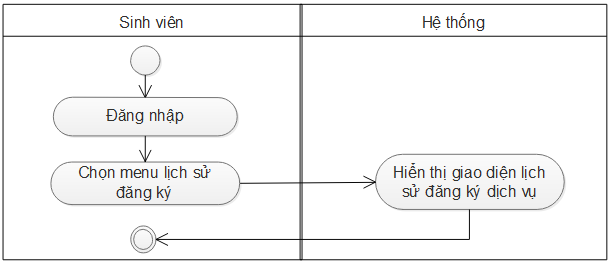 Sinh viên
Hệ thống
Đăng nhập
Chọn menu lịch sử
đăng ký
Hiển thị giao diện lịch
sử đăng ký dịch vụ